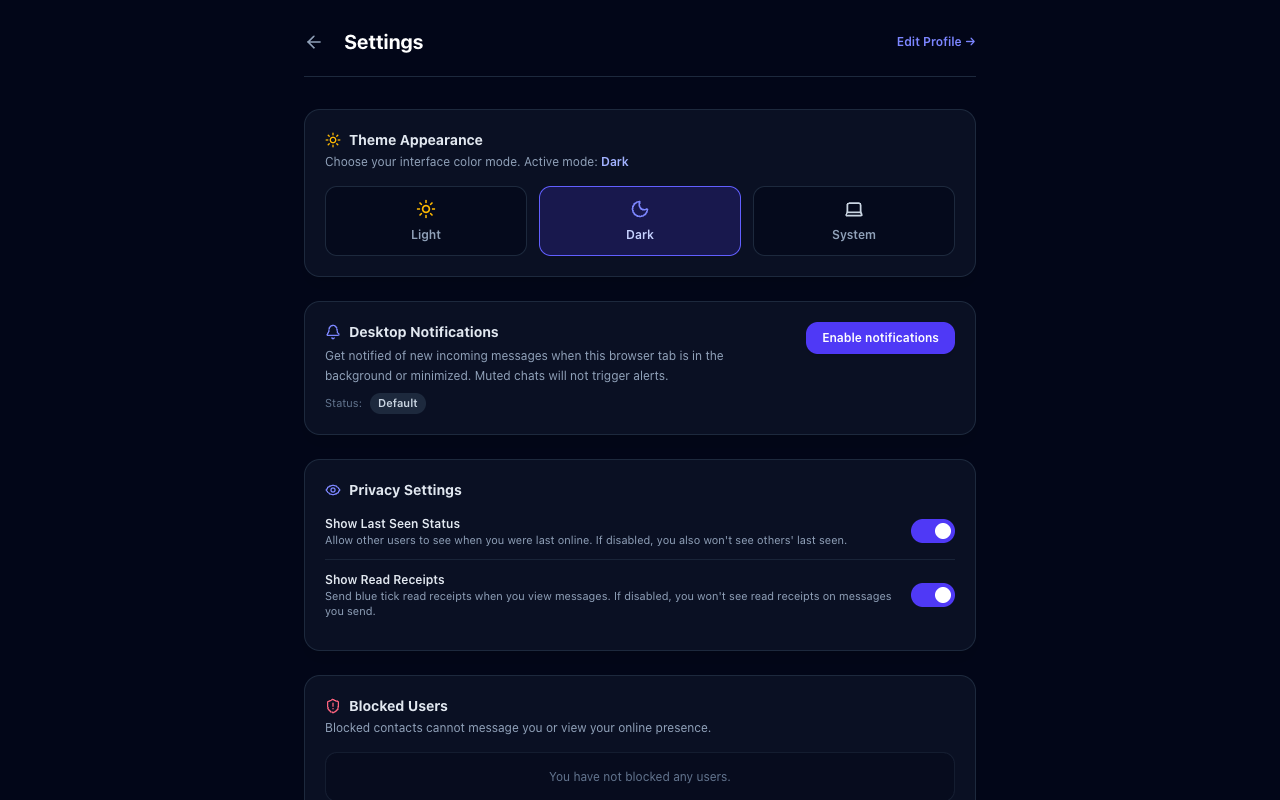 Settings
Edit Profile →
Theme Appearance
Choose your interface color mode. Active mode: Dark
Light
Dark
System
Desktop Notifications
Enable notifications
Get notified of new incoming messages when this browser tab is in the
background or minimized. Muted chats will not trigger alerts.
Status: Default
Privacy Settings
Show Last Seen Status
Allow other users to see when you were last online. If disabled, you also won't see others' last seen.
Show Read Receipts
Send blue tick read receipts when you view messages. If disabled, you won't see read receipts on messages
you send.
Blocked Users
Blocked contacts cannot message you or view your online presence.
You have not blocked any users.